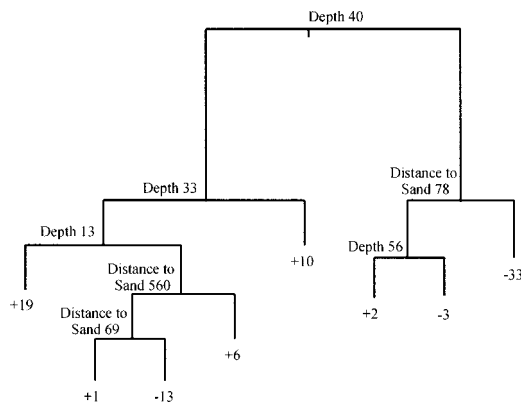 Depth 40
Distance to
Sand 78
Depth 33
Depth 13
Depth 56
+10
Distance to
Sand 560
-33
+19
Distance to
Sand 69
+2
-3
+6
+1
-13